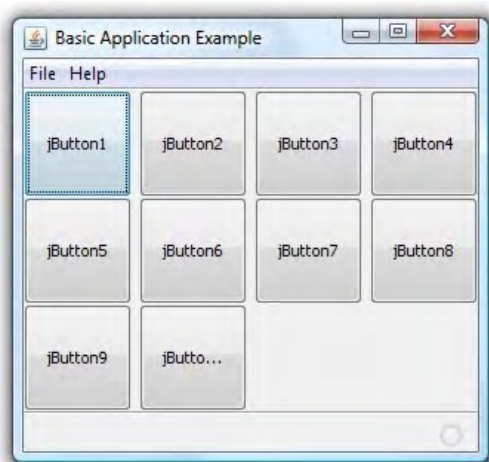 Basic Application Example
File Help
jButton1 jButton2 jButton3 jButton4
jButton5 jButton6 jButton7 jButton8
jButton9 jButto...